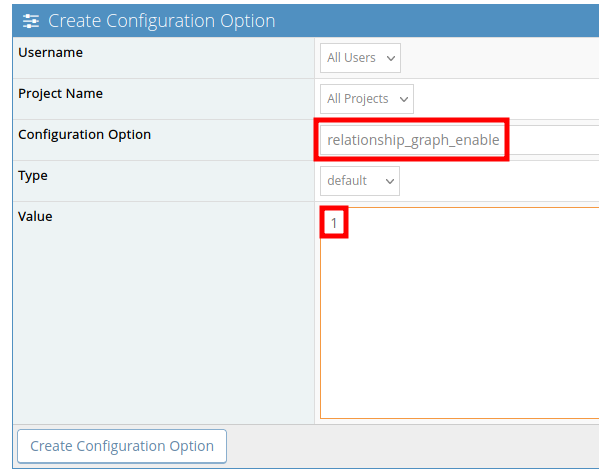 Create Configuration Option
Username
All Users
Project Name
All Projects
Configuration Option
relationship_graph_enable
Type
default
Value
1
Create Configuration Option